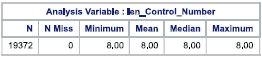 Analysis Variable : len_Control_Number
N N Miss Minimum Mean Median Maximum
19372 0 8,00 8,00 8,00 8,00